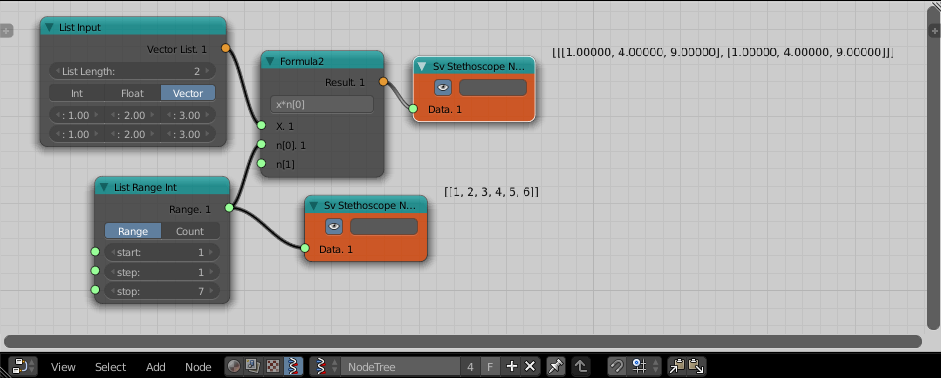 List Input
Vector List. 1
List Length: 2
Int Float Vector
: 1.00 : 2.00 : 3.00
: 1.00 : 2.00 : 3.00
Formula2
Result. 1
x*n[0]
X. 1
n[0]. 1
n[1]
Sv Stethoscope N...
Data. 1
[[[1.00000, 4.00000, 9.00000], [1.00000, 4.00000, 9.00000]]]
List Range Int
Range. 1
Range Count
start: 1
step: 1
stop: 7
Sv Stethoscope N...
Data. 1
[[1, 2, 3, 4, 5, 6]]
View Select Add Node NodeTree 4 F